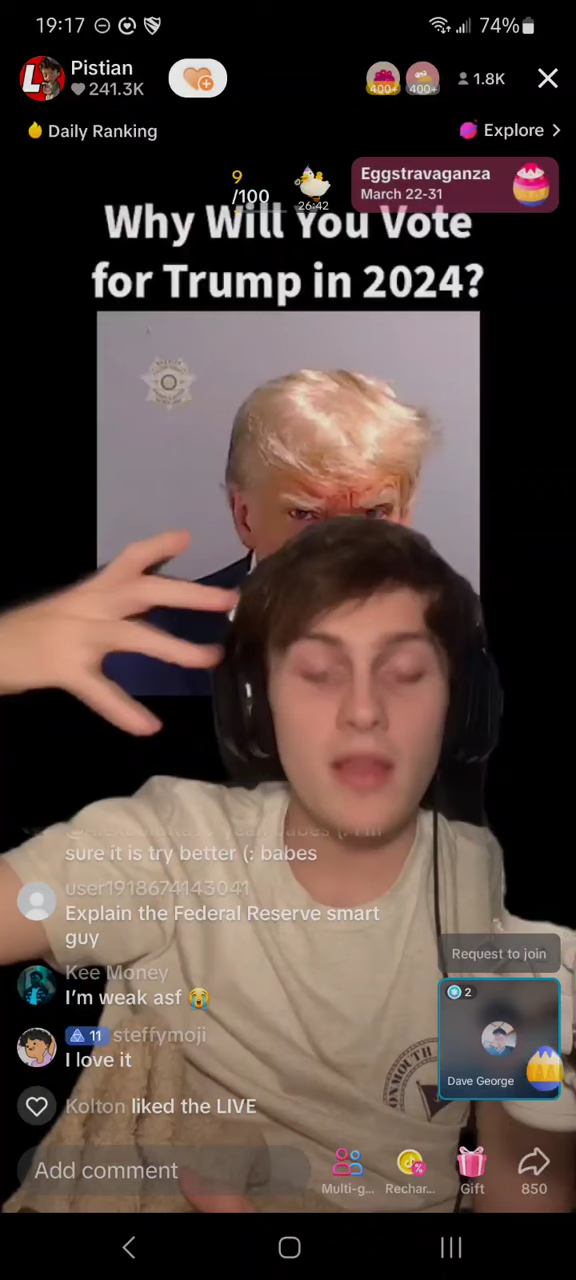 19:17
74%
Pistian
241.3K
400+
400+
1.8K
Daily Ranking
Explore
9
/100
26:42
Eggstravaganza
March 22-31
Why Will You Vote
for Trump in 2024?
sure it is try better (: babes
user1918674143041
Explain the Federal Reserve smart
guy
Kee Money
I'm weak asf 😭
11 steffymoji
I love it
Kolton liked the LIVE
Request to join
2
Dave George
Add comment
Multi-g...
Rechar...
Gift
850